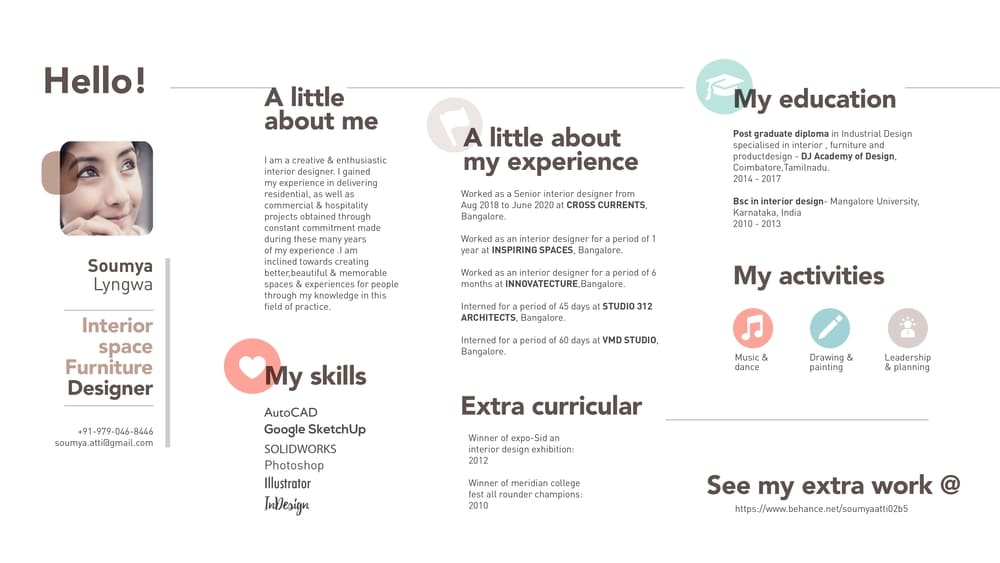 Hello!
Soumya
Lyngwa
Interior
space
Furniture
Designer
+91-979-046-8446
soumya.atti@gmail.com
A little
about me
I am a creative & enthusiastic
interior designer. I gained
my experience in delivering
residential, as well as
commercial & hospitality
projects obtained through
constant commitment made
during these many years
of my experience .I am
inclined towards creating
better,beautiful & memorable
spaces & experiences for people
through my knowledge in this
field of practice.
My skills
AutoCAD
Google SketchUp
SOLIDWORKS
Photoshop
Illustrator
InDesign
A little about
my experience
Worked as a Senior interior designer from
Aug 2018 to June 2020 at CROSS CURRENTS,
Bangalore.
Worked as an interior designer for a period of 1
year at INSPIRING SPACES, Bangalore.
Worked as an interior designer for a period of 6
months at INNOVATECTURE,Bangalore.
Interned for a period of 45 days at STUDIO 312
ARCHITECTS, Bangalore.
Interned for a period of 60 days at VMD STUDIO,
Bangalore.
Extra curricular
Winner of expo-Sid an
interior design exhibition:
2012
Winner of meridian college
fest all rounder champions:
2010
My education
Post graduate diploma in Industrial Design
specialised in interior , furniture and
productdesign - DJ Academy of Design,
Coimbatore,Tamilnadu.
2014 - 2017
Bsc in interior design- Mangalore University,
Karnataka, India
2010 - 2013
My activities
Music &
dance
Drawing &
painting
Leadership
& planning
See my extra work @
https://www.behance.net/soumyaatti02b5